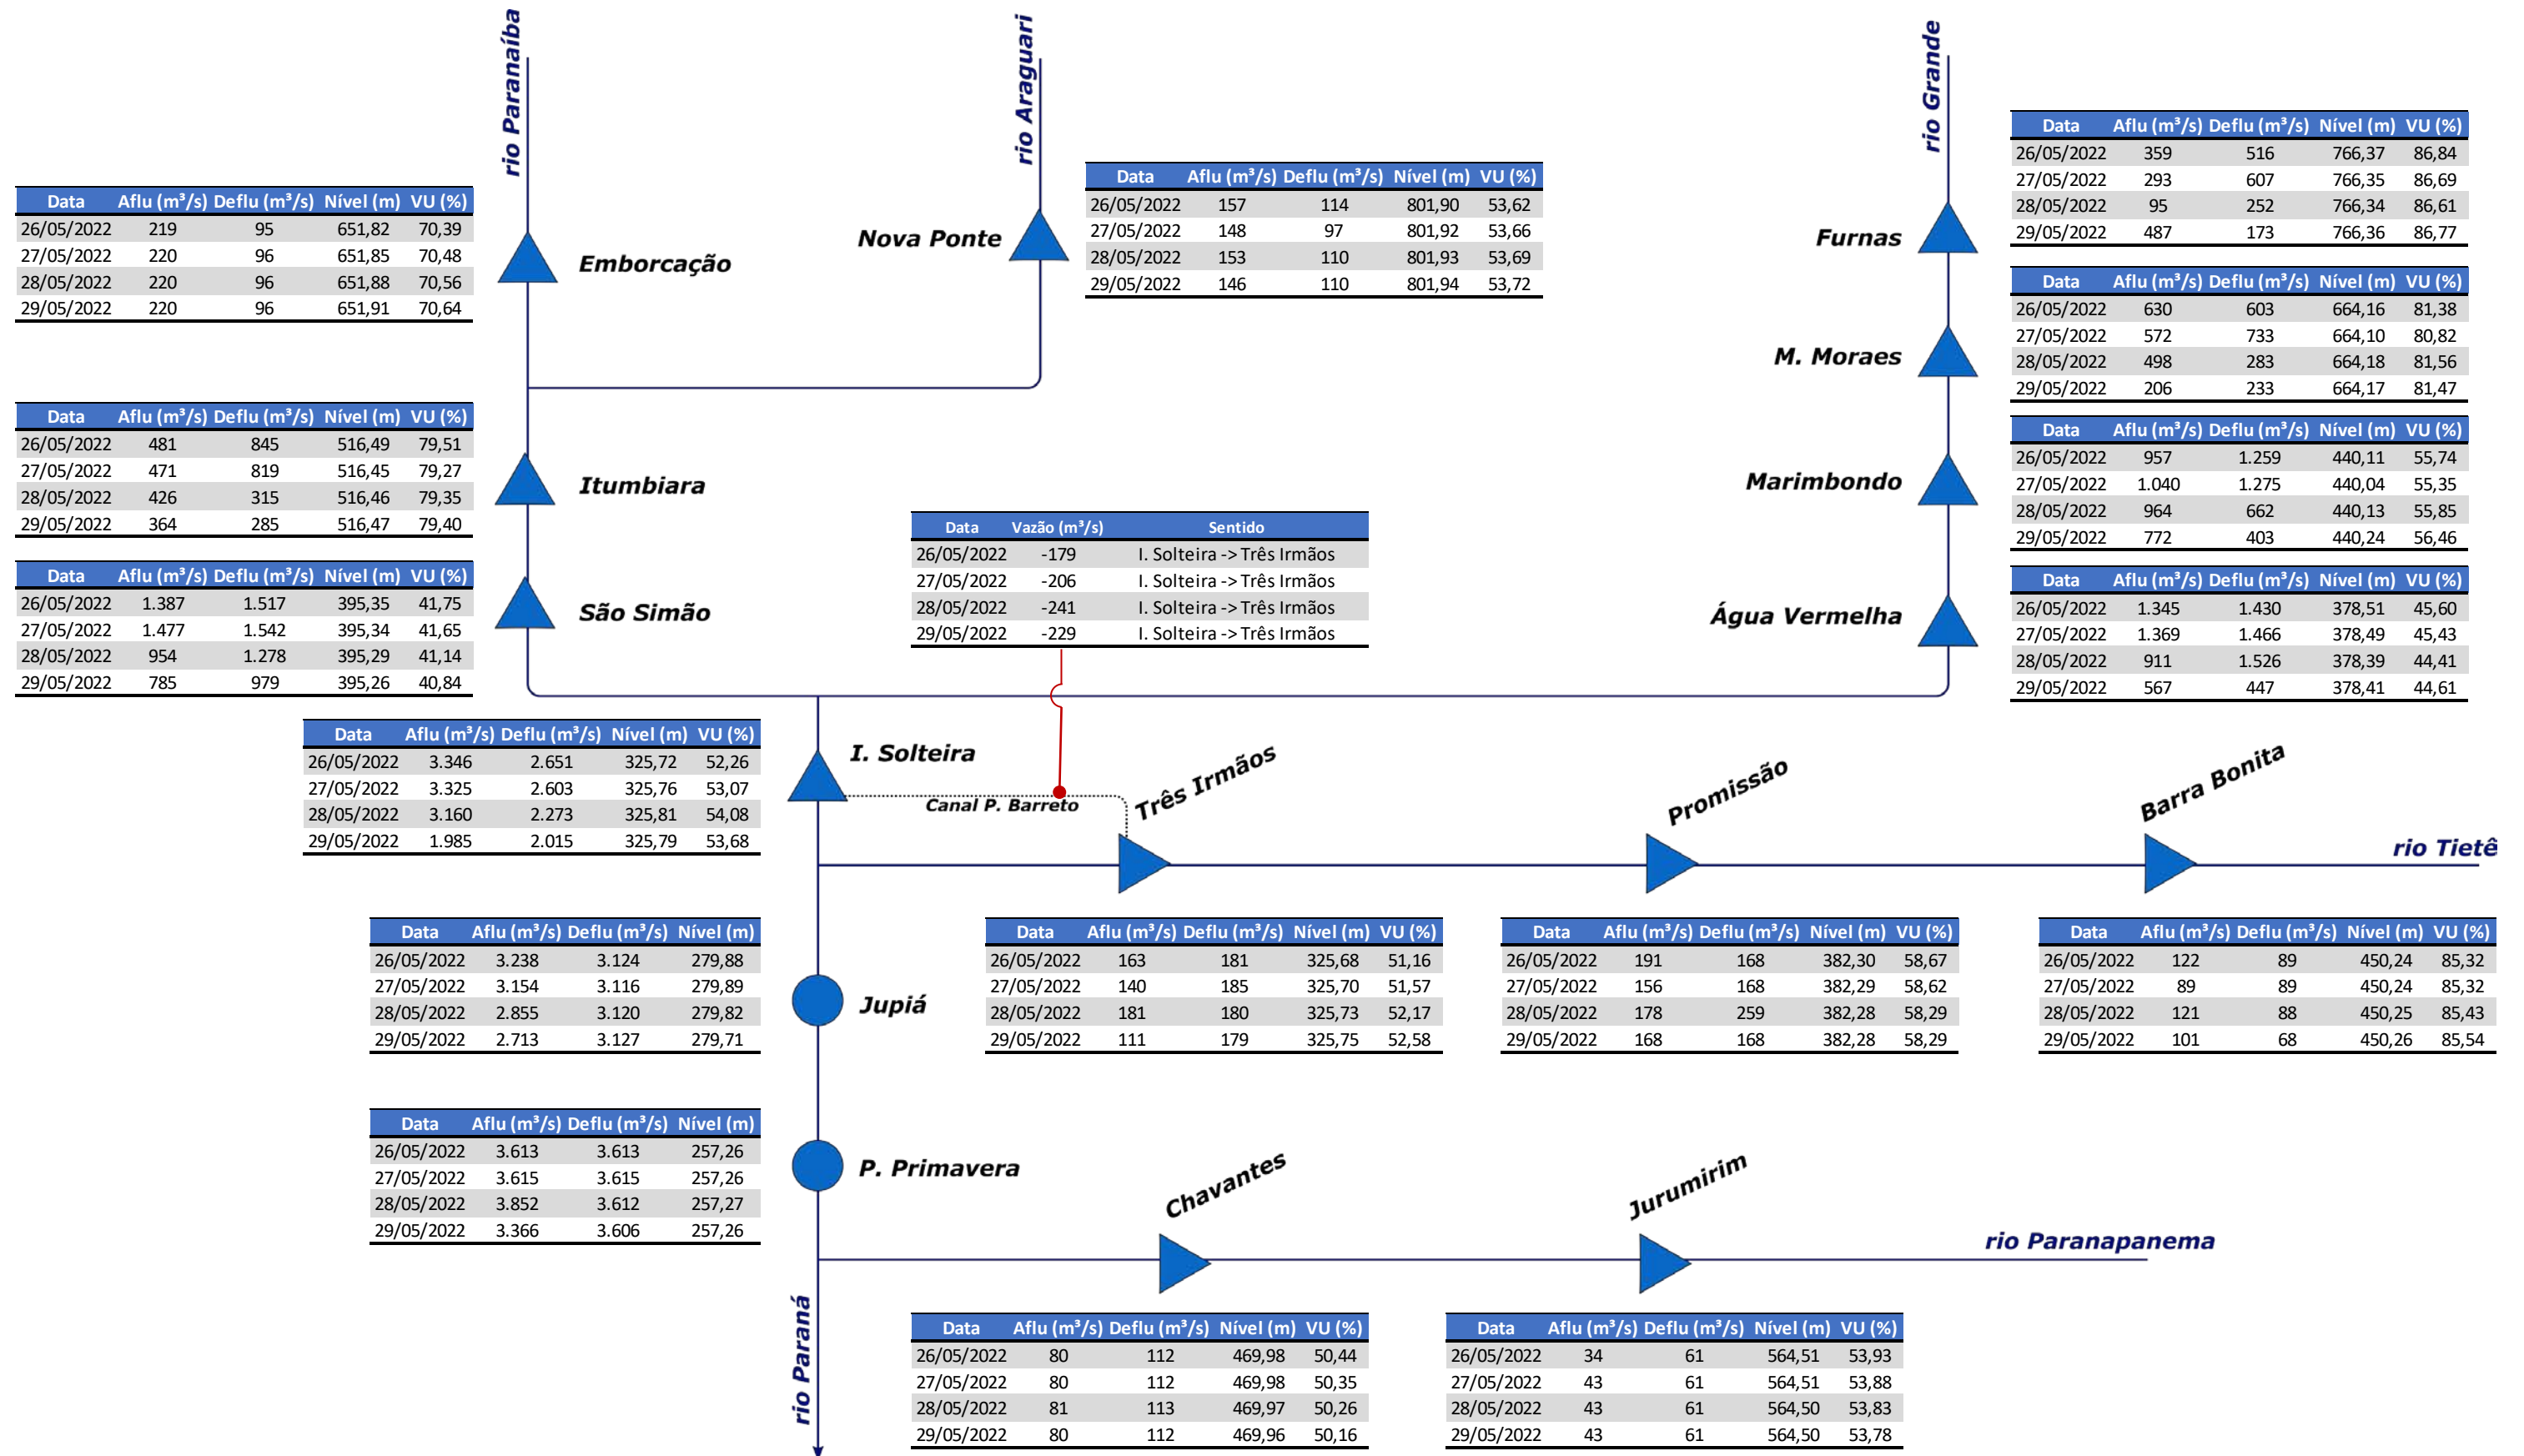 rio Paranaíba
rio Araguari
rio Grande
Data Aflu (m³/s) Deflu (m³/s) Nível (m) VU (%)
26/05/2022 359 516 766,37 86,84
27/05/2022 293 607 766,35 86,69
28/05/2022 95 252 766,34 86,61
29/05/2022 487 173 766,36 86,77
Furnas
Data Aflu (m³/s) Deflu (m³/s) Nível (m) VU (%)
26/05/2022 157 114 801,90 53,62
27/05/2022 148 97 801,92 53,66
28/05/2022 153 110 801,93 53,69
29/05/2022 146 110 801,94 53,72
Nova Ponte
Data Aflu (m³/s) Deflu (m³/s) Nível (m) VU (%)
26/05/2022 219 95 651,82 70,39
27/05/2022 220 96 651,85 70,48
28/05/2022 220 96 651,88 70,56
29/05/2022 220 96 651,91 70,64
Emborcação
Data Aflu (m³/s) Deflu (m³/s) Nível (m) VU (%)
26/05/2022 630 603 664,16 81,38
27/05/2022 572 733 664,10 80,82
28/05/2022 498 283 664,18 81,56
29/05/2022 206 233 664,17 81,47
M. Moraes
Data Aflu (m³/s) Deflu (m³/s) Nível (m) VU (%)
26/05/2022 481 845 516,49 79,51
27/05/2022 471 819 516,45 79,27
28/05/2022 426 315 516,46 79,35
29/05/2022 364 285 516,47 79,40
Itumbiara
Data Aflu (m³/s) Deflu (m³/s) Nível (m) VU (%)
26/05/2022 957 1.259 440,11 55,74
27/05/2022 1.040 1.275 440,04 55,35
28/05/2022 964 662 440,13 55,85
29/05/2022 772 403 440,24 56,46
Marimbondo
Data Vazão (m³/s) Sentido
26/05/2022 -179 I. Solteira -> Três Irmãos
27/05/2022 -206 I. Solteira -> Três Irmãos
28/05/2022 -241 I. Solteira -> Três Irmãos
29/05/2022 -229 I. Solteira -> Três Irmãos
Data Aflu (m³/s) Deflu (m³/s) Nível (m) VU (%)
26/05/2022 1.387 1.517 395,35 41,75
27/05/2022 1.477 1.542 395,34 41,65
28/05/2022 954 1.278 395,29 41,14
29/05/2022 785 979 395,26 40,84
São Simão
Data Aflu (m³/s) Deflu (m³/s) Nível (m) VU (%)
26/05/2022 1.345 1.430 378,51 45,60
27/05/2022 1.369 1.466 378,49 45,43
28/05/2022 911 1.526 378,39 44,41
29/05/2022 567 447 378,41 44,61
Água Vermelha
Data Aflu (m³/s) Deflu (m³/s) Nível (m) VU (%)
26/05/2022 3.346 2.651 325,72 52,26
27/05/2022 3.325 2.603 325,76 53,07
28/05/2022 3.160 2.273 325,81 54,08
29/05/2022 1.985 2.015 325,79 53,68
I. Solteira
Canal P. Barreto
Três Irmãos
Promissão
Barra Bonita
rio Tietê
Data Aflu (m³/s) Deflu (m³/s) Nível (m)
26/05/2022 3.238 3.124 279,88
27/05/2022 3.154 3.116 279,89
28/05/2022 2.855 3.120 279,82
29/05/2022 2.713 3.127 279,71
Jupiá
Data Aflu (m³/s) Deflu (m³/s) Nível (m) VU (%)
26/05/2022 163 181 325,68 51,16
27/05/2022 140 185 325,70 51,57
28/05/2022 181 180 325,73 52,17
29/05/2022 111 179 325,75 52,58
Data Aflu (m³/s) Deflu (m³/s) Nível (m) VU (%)
26/05/2022 191 168 382,30 58,67
27/05/2022 156 168 382,29 58,62
28/05/2022 178 259 382,28 58,29
29/05/2022 168 168 382,28 58,29
Data Aflu (m³/s) Deflu (m³/s) Nível (m) VU (%)
26/05/2022 122 89 450,24 85,32
27/05/2022 89 89 450,24 85,32
28/05/2022 121 88 450,25 85,43
29/05/2022 101 68 450,26 85,54
Data Aflu (m³/s) Deflu (m³/s) Nível (m)
26/05/2022 3.613 3.613 257,26
27/05/2022 3.615 3.615 257,26
28/05/2022 3.852 3.612 257,27
29/05/2022 3.366 3.606 257,26
P. Primavera
Chavantes
Jurumirim
rio Paranapanema
rio Paraná
Data Aflu (m³/s) Deflu (m³/s) Nível (m) VU (%)
26/05/2022 80 112 469,98 50,44
27/05/2022 80 112 469,98 50,35
28/05/2022 81 113 469,97 50,26
29/05/2022 80 112 469,96 50,16
Data Aflu (m³/s) Deflu (m³/s) Nível (m) VU (%)
26/05/2022 34 61 564,51 53,93
27/05/2022 43 61 564,51 53,88
28/05/2022 43 61 564,50 53,83
29/05/2022 43 61 564,50 53,78